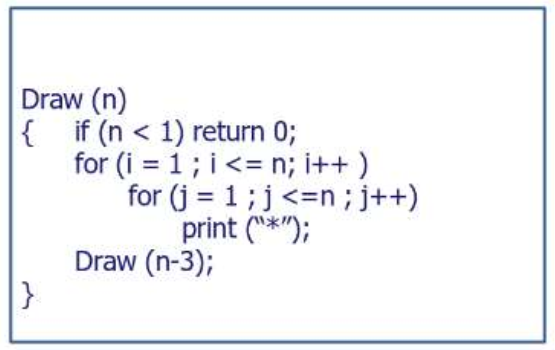 Draw (n)
{ if (n < 1) return 0;
for (i = 1 ; i <= n; i++ )
for (j = 1 ; j <=n ; j++)
print (“*”);
Draw (n-3);
}